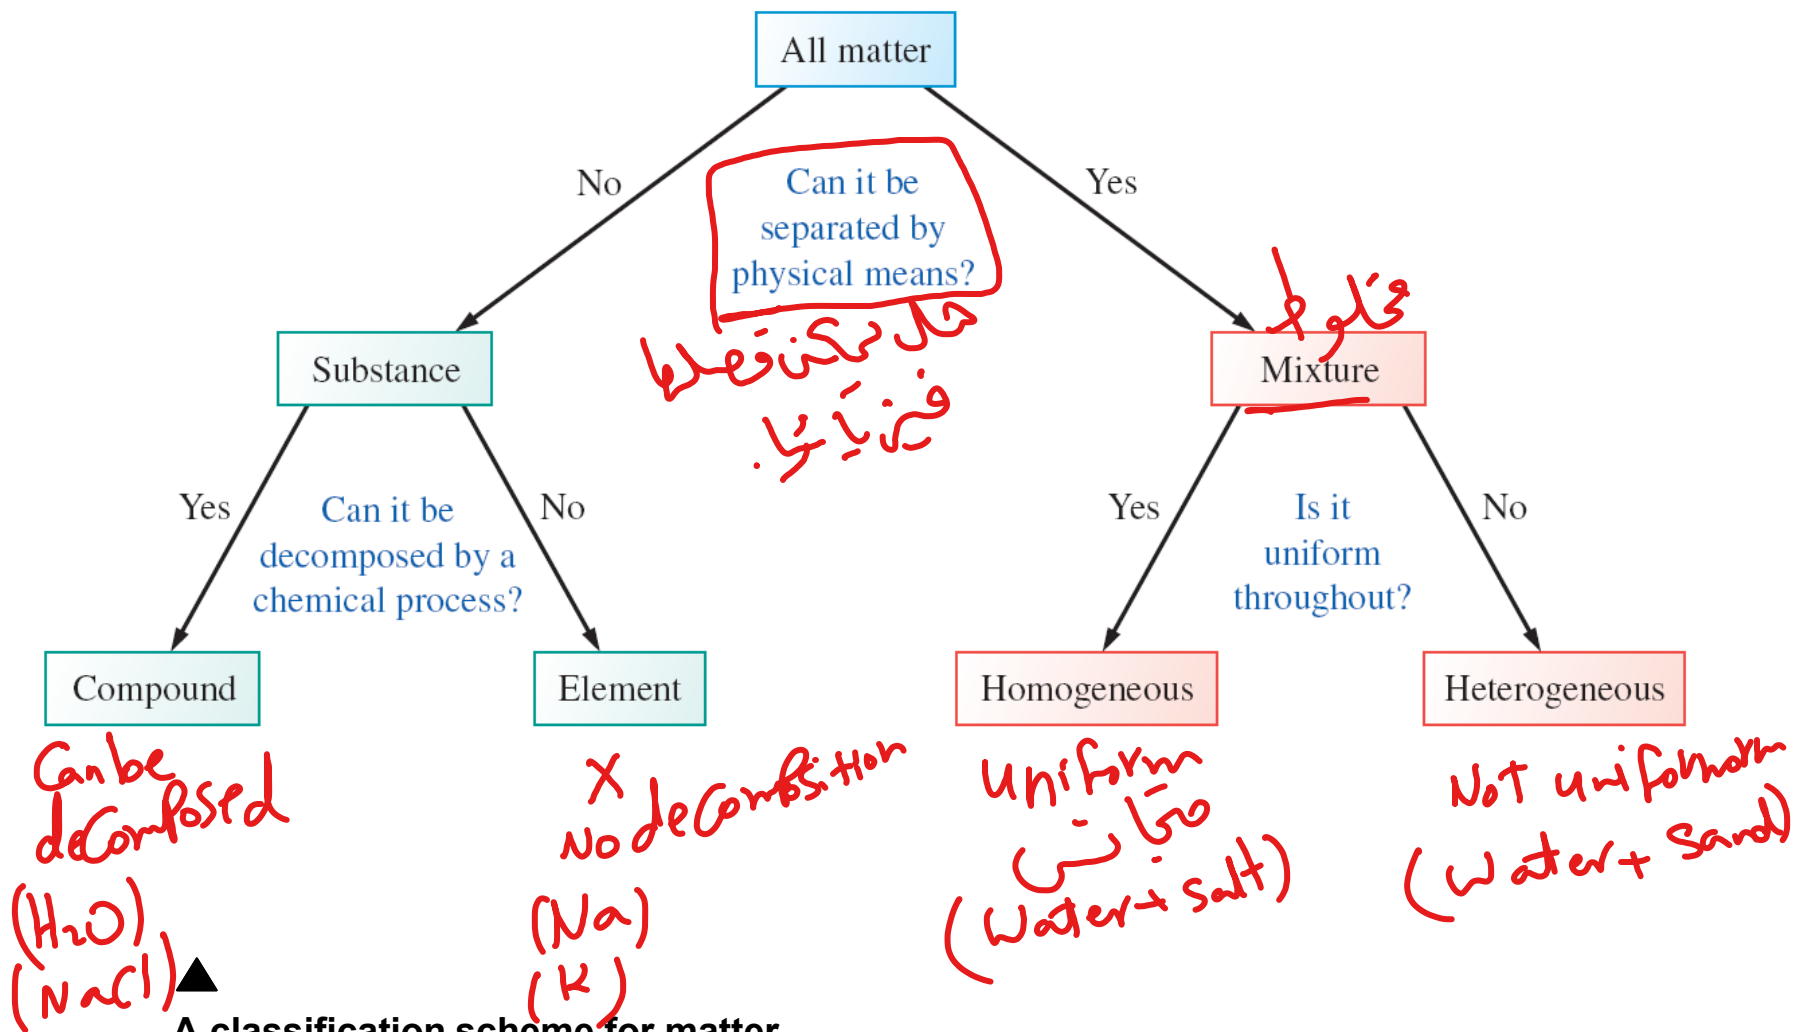 All matter
No
Can it be
separated by
physical means?
Yes
هل يمكن فصلها
فيزيائيا.
مخلوط
Substance
Mixture
Yes
Can it be
decomposed by a
chemical process?
No
Yes
Is it
uniform
throughout?
No
Compound
Element
Homogeneous
Heterogeneous
Can be
decomposed
(H2O)
(NaCl)
X
No decomposition
(Na)
(K)
Uniform
متجانس
(Water + Salt)
Not
(Water + Sand)
A classification scheme for matter